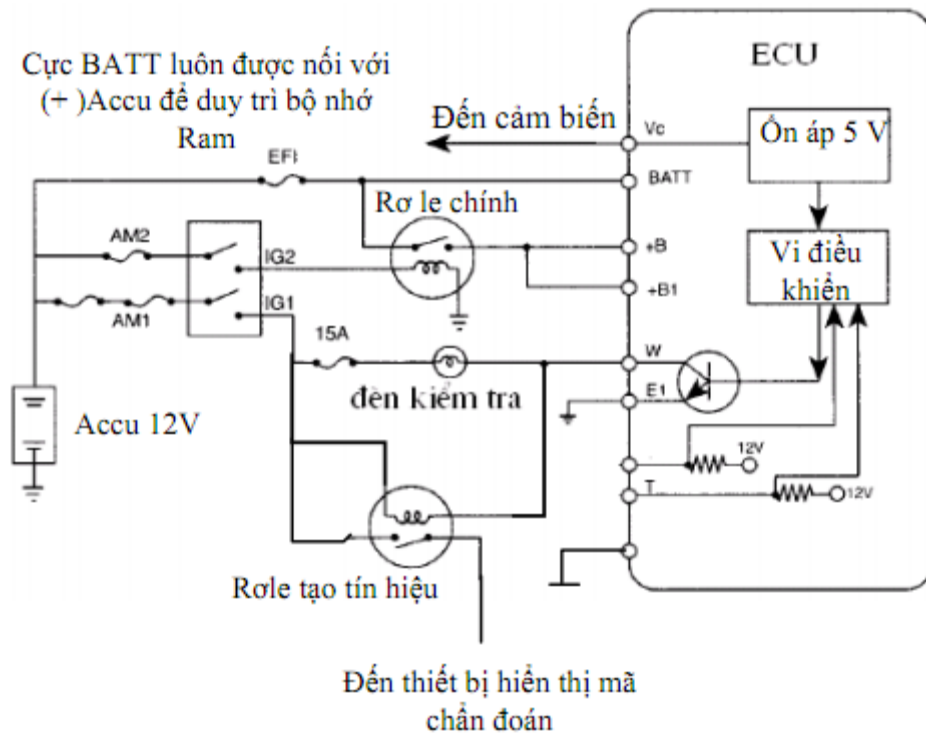 Cực BATT luôn được nối với
(+ )Accu để duy trì bộ nhớ
Ram
ECU
Đến cảm biến
Vc
Ổn áp 5 V
EFI
BATT
Rơ le chính
AM2
IG2
+B
Vi điều
khiển
AM1
IG1
+B1
15A
W
đèn kiểm tra
E1
Accu 12V
12V
T
12V
Rơle tạo tín hiệu
Đến thiết bị hiển thị mã
chẩn đoán